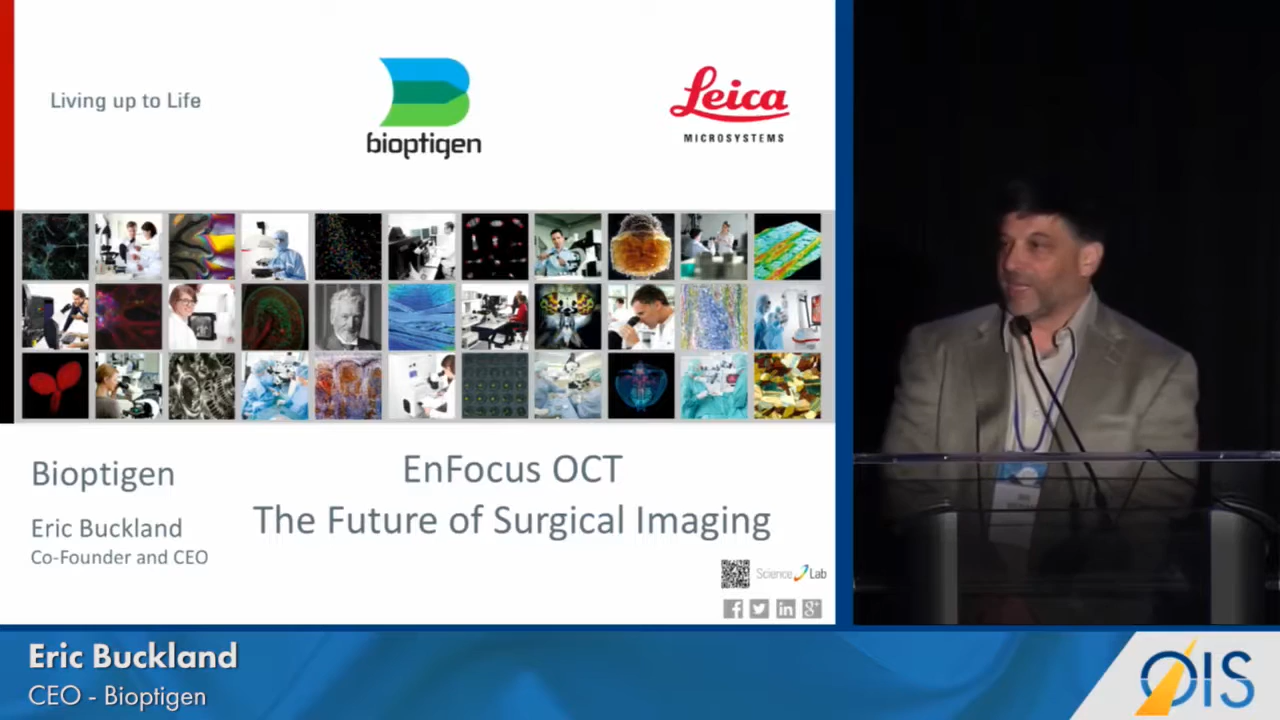 Living up to Life
bioptigen
Leica
MICROSYSTEMS
Bioptigen
Eric Buckland
Co-Founder and CEO
EnFocus OCT
The Future of Surgical Imaging
Science Lab
Eric Buckland
CEO - Bioptigen
OIS